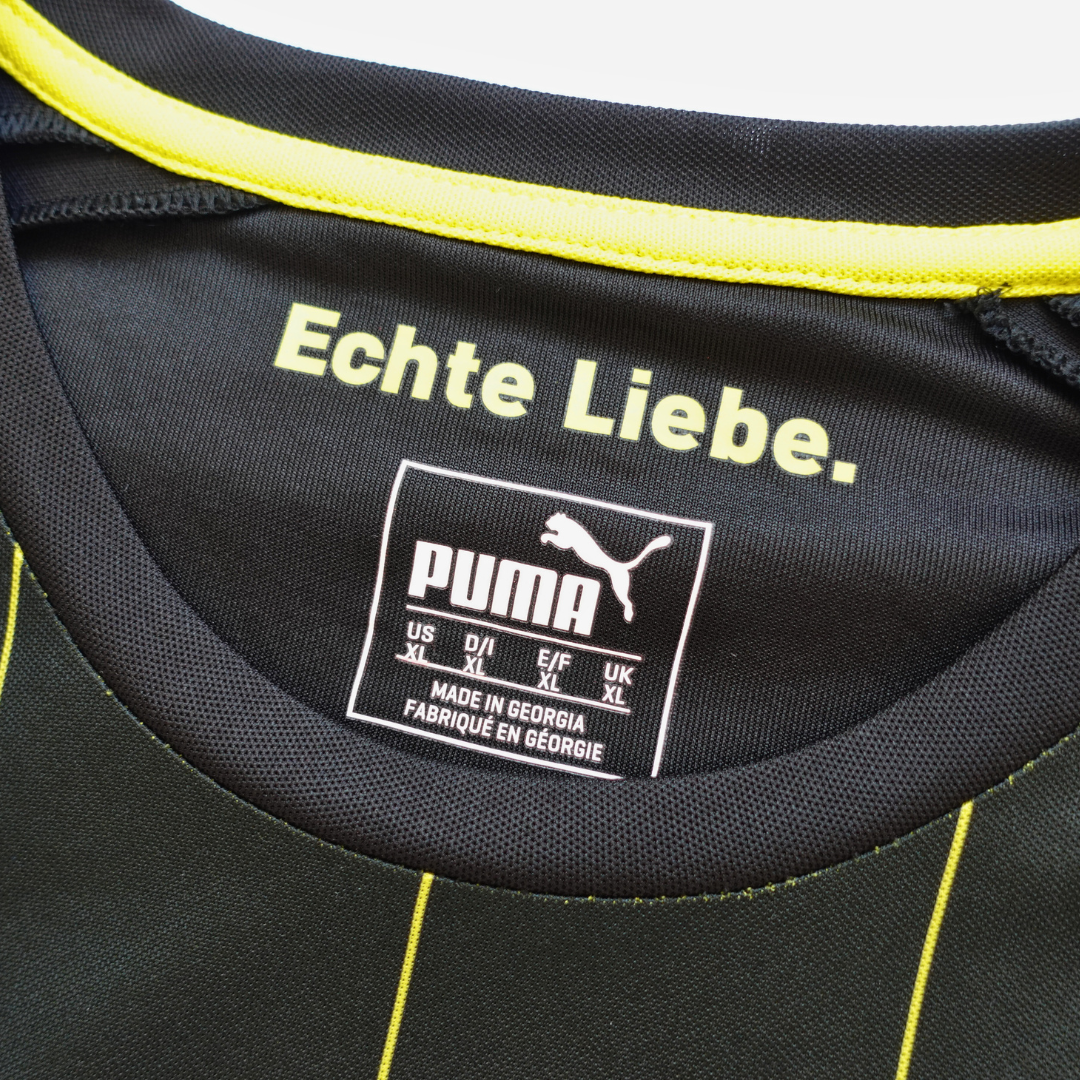 Echte Liebe.
PUMA
US D/I E/F UK
XL XL XL XL
MADE IN GEORGIA
FABRIQUÉ EN GÉORGIE